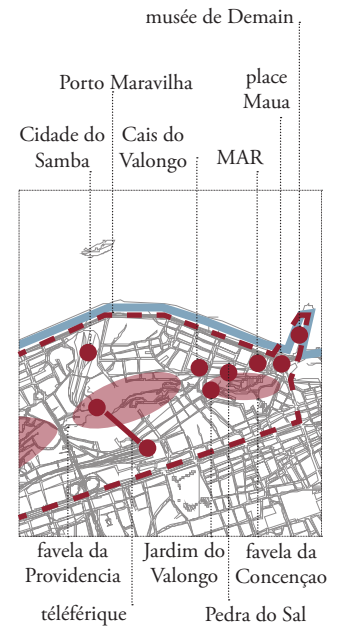 musée de Demain
Porto Maravilha
place
Maua
Cidade do
Samba
Cais do
Valongo
MAR
favela da
Providencia
Jardim do
Valongo
favela da
Concençao
téléférique
Pedra do Sal